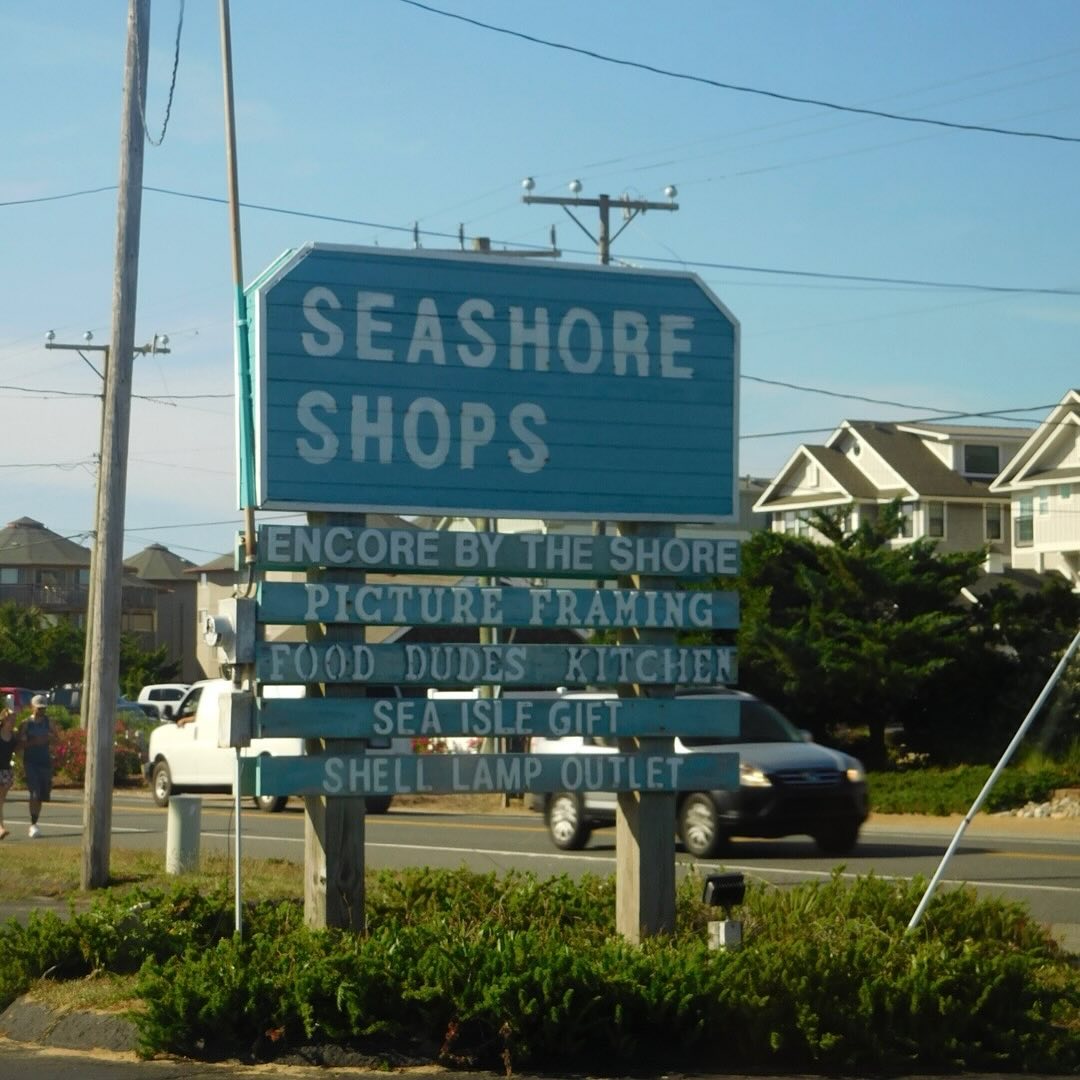 SEASHORE
SHOPS
ENCORE BY THE SHORE
PICTURE FRAMING
FOOD DUDES KITCHEN
SEA ISLE GIFT
SHELL LAMP OUTLET